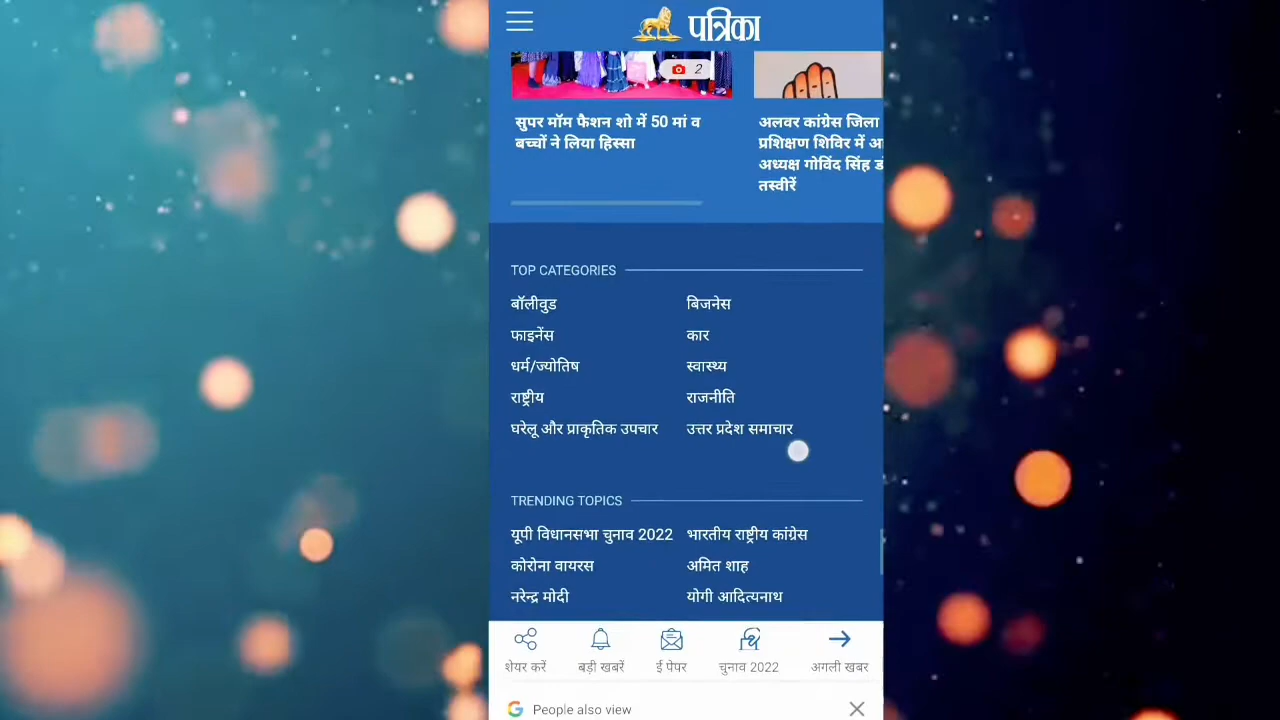 पत्रिका
2
सुपर मॉम फैशन शो में 50 मां व
बच्चों ने लिया हिस्सा
अलवर कांग्रेस जिला
प्रशिक्षण शिविर में
अध्यक्ष गोविंद सिंह
तस्वीरें
TOP CATEGORIES
बॉलीवुड बिजनेस
फाइनेंस कार
धर्म/ज्योतिष स्वास्थ्य
राष्ट्रीय राजनीति
घरेलू और प्राकृतिक उपचार उत्तर प्रदेश समाचार
TRENDING TOPICS
यूपी विधानसभा चुनाव 2022 भारतीय राष्ट्रीय कांग्रेस
कोरोना वायरस अमित शाह
नरेन्द्र मोदी योगी आदित्यनाथ
शेयर करें बड़ी खबरें ई पेपर चुनाव 2022 अगली खबर
People also view